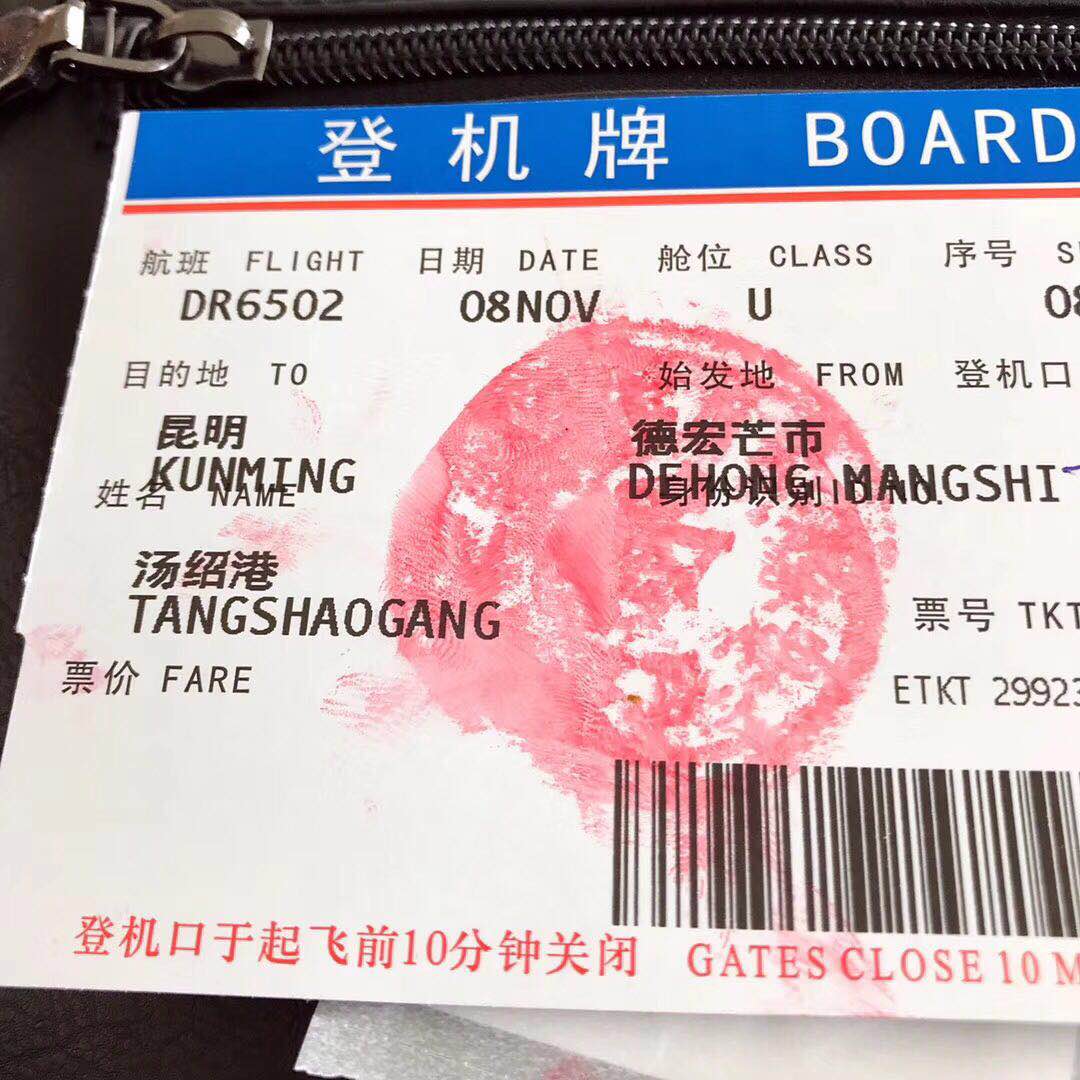 登机牌 BOARD
航班 FLIGHT 日期 DATE 舱位 CLASS 序号 S
DR6502 08NOV U 08
目的地 TO 始发地 FROM 登机口
昆明 德宏芒市
KUNMING DEHONG MANGSHI
姓名 NAME 身份识别 ID NO.
汤绍港
TANGSHAOGANG 票号 TKT
票价 FARE ETKT 29923
登机口于起飞前10分钟关闭 GATES CLOSE 10 M